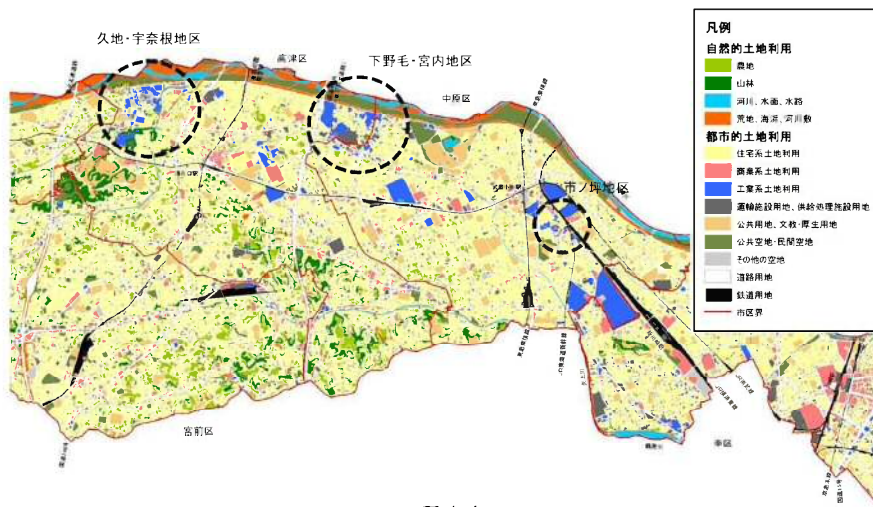 久地・宇奈根地区
高津区
下野毛・宮内地区
中原区
市ノ坪地区
宮前区
幸区
凡例
自然的土地利用
農地
山林
河川、水面、水路
荒地、海浜、河川敷
都市的土地利用
住宅系土地利用
商業系土地利用
工業系土地利用
運輸施設用地、供給処理施設用地
公共用地、文教・厚生用地
公共空地・民間空地
その他の空地
道路用地
鉄道用地
市区界